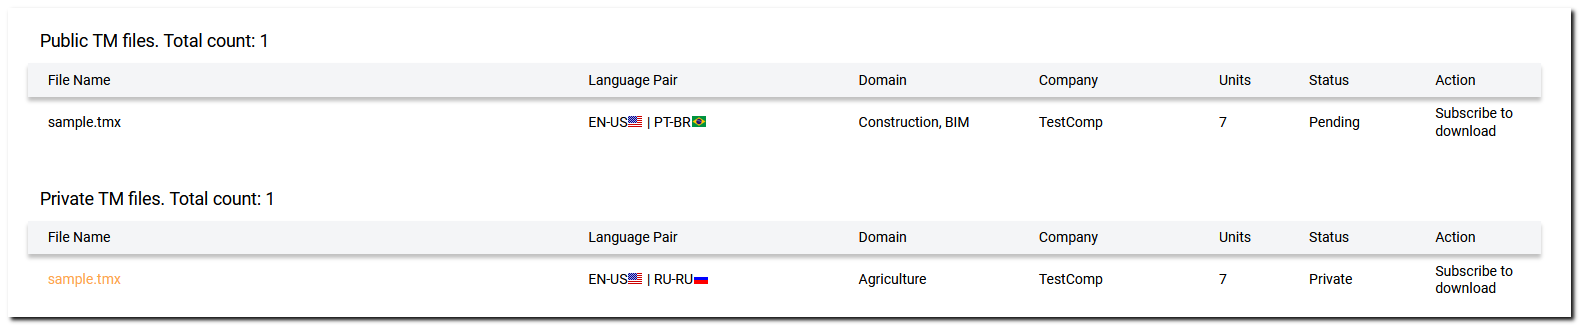 Public TM files. Total count: 1
File Name Language Pair Domain Company Units Status Action
sample.tmx EN-US | PT-BR Construction, BIM TestComp 7 Pending Subscribe to
download
Private TM files. Total count: 1
File Name Language Pair Domain Company Units Status Action
sample.tmx EN-US | RU-RU Agriculture TestComp 7 Private Subscribe to
download